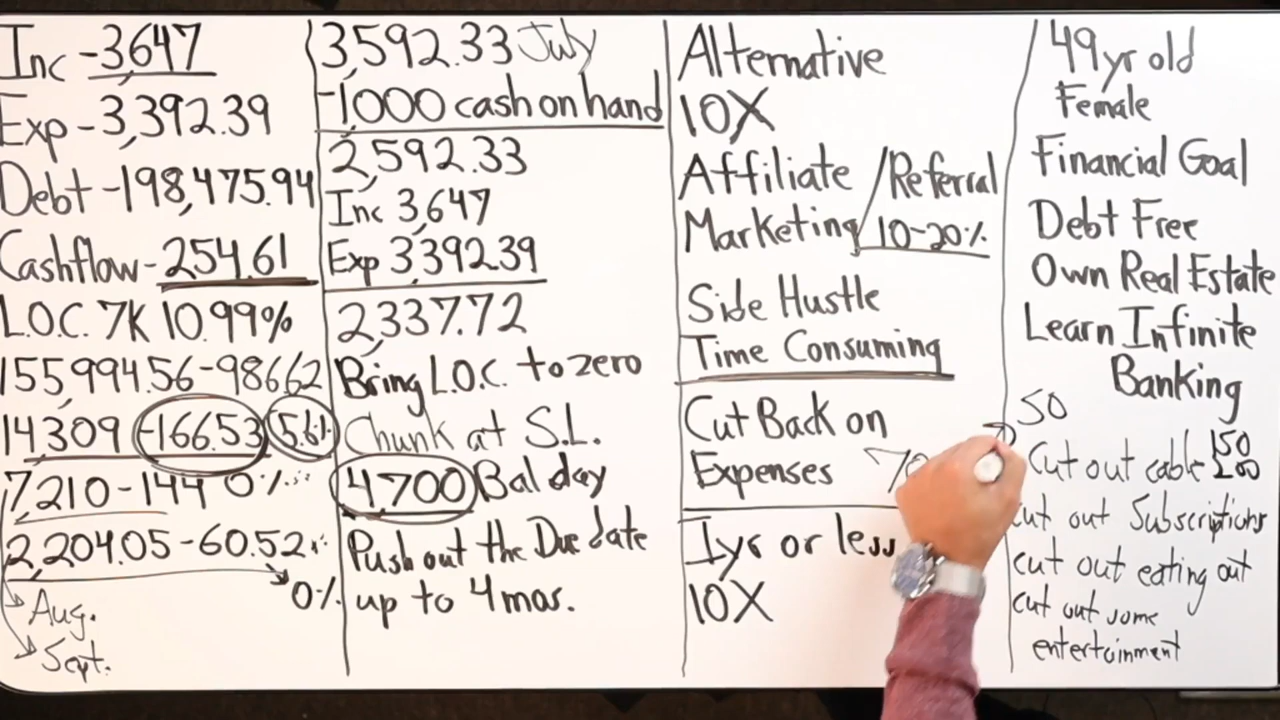 Inc - 3,647
Exp - 3,392.39
Debt - 198,475.94
Cashflow - 254.61
L.O.C. 7K 10.99%
155,994.56 - 986.62
14,309 -166.53 5.61%
7,210 - 144 0%
2,204.05 - 60.52
0%
Aug.
Sept.
3,592.33 July
-1,000 cash on hand
2,592.33
Inc 3,647
Exp 3,392.39
2,337.72
Bring L.O.C. to zero
Chunk at S.L.
4,700 Bal day
Push out the Due date
up to 4 mos.
Alternative
10X
Affiliate / Referral
Marketing 10-20%
Side Hustle
Time Consuming
Cut Back on
Expenses
1yr or less
10X
49yr old
Female
Financial Goal
Debt Free
Own Real Estate
Learn Infinite
Banking
50
Cut out cable 150
200
cut out Subscriptions
cut out eating out
cut out some
entertainment